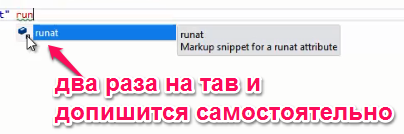 t" run
runat
runat
Markup snippet for a runat attribute
два раза на тав и
допишится самостоятельно